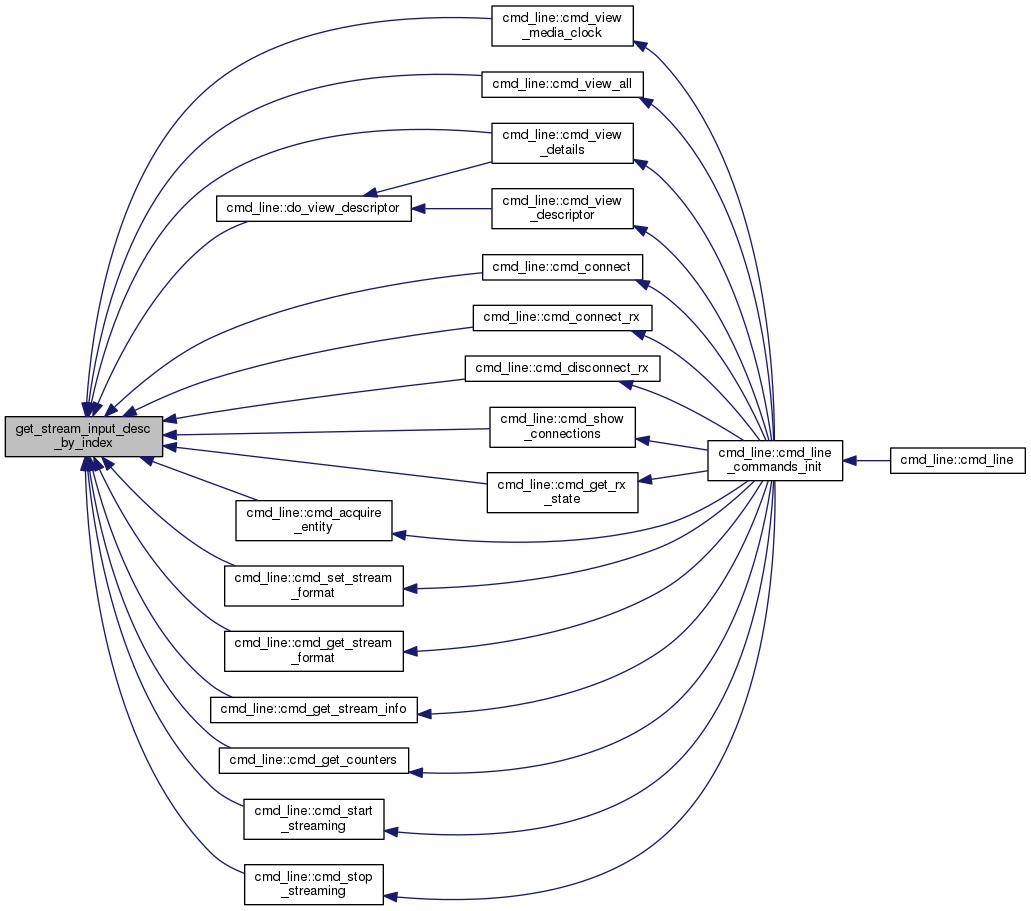 cmd_line::cmd_view
_media_clock
cmd_line::cmd_view_all
cmd_line::cmd_view
_details
cmd_line::do_view_descriptor
cmd_line::cmd_view
_descriptor
cmd_line::cmd_connect
cmd_line::cmd_connect_rx
cmd_line::cmd_disconnect_rx
get_stream_input_desc
_by_index
cmd_line::cmd_show
_connections
cmd_line::cmd_line
_commands_init
cmd_line::cmd_line
cmd_line::cmd_get_rx
_state
cmd_line::cmd_acquire
_entity
cmd_line::cmd_set_stream
_format
cmd_line::cmd_get_stream
_format
cmd_line::cmd_get_stream_info
cmd_line::cmd_get_counters
cmd_line::cmd_start
_streaming
cmd_line::cmd_stop
_streaming